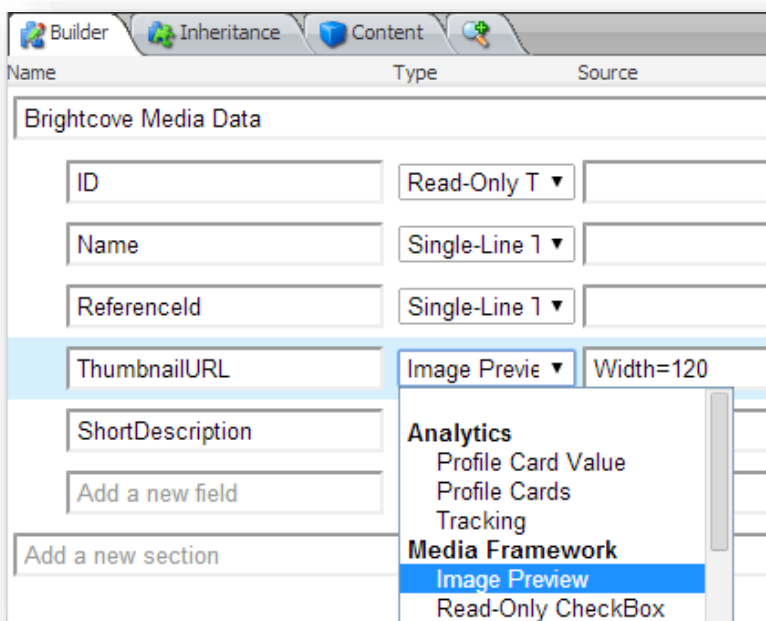 Builder Inheritance Content
Name Type Source
Brightcove Media Data
ID Read-Only T
Name Single-Line T
ReferenceId Single-Line T
ThumbnailURL Image Previe Width=120
ShortDescription
Analytics
Profile Card Value
Add a new field Profile Cards
Tracking
Add a new section Media Framework
Image Preview
Read-Only CheckBox